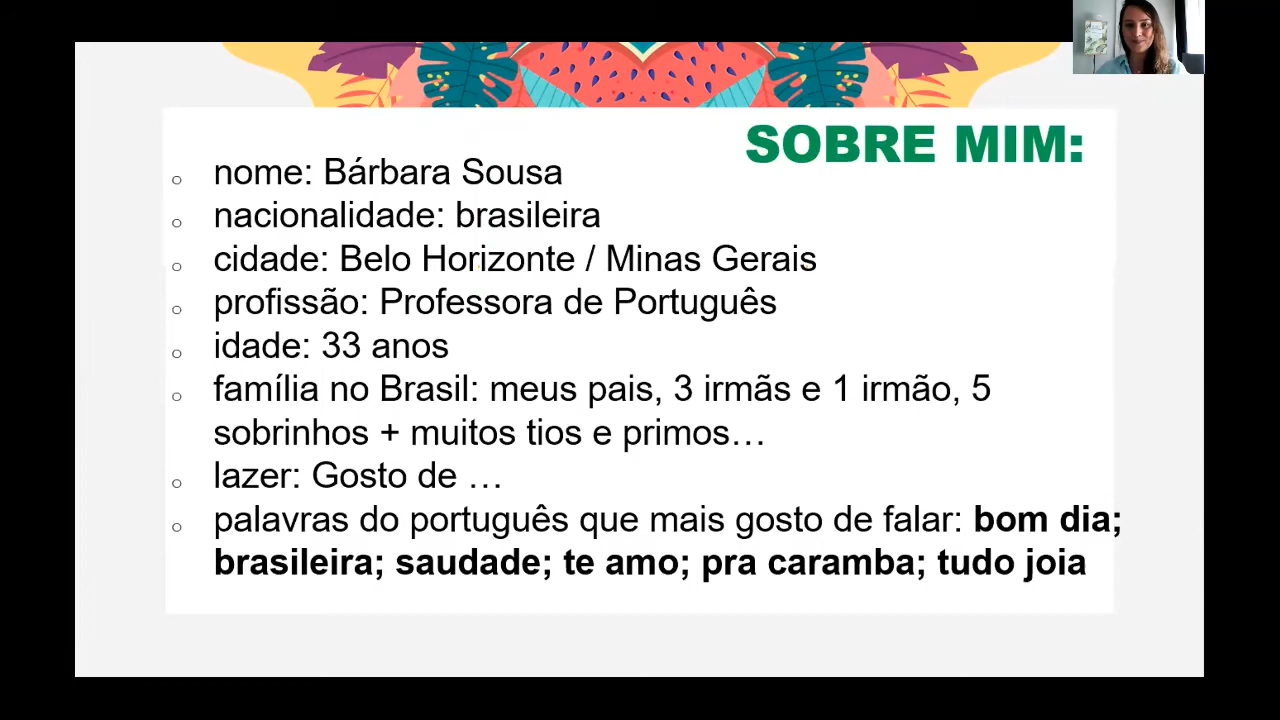 SOBRE MIM:
nome: Bárbara Sousa
nacionalidade: brasileira
cidade: Belo Horizonte / Minas Gerais
profissão: Professora de Português
idade: 33 anos
família no Brasil: meus pais, 3 irmãs e 1 irmão, 5
sobrinhos + muitos tios e primos…
lazer: Gosto de …
palavras do português que mais gosto de falar: bom dia;
brasileira; saudade; te amo; pra caramba; tudo joia